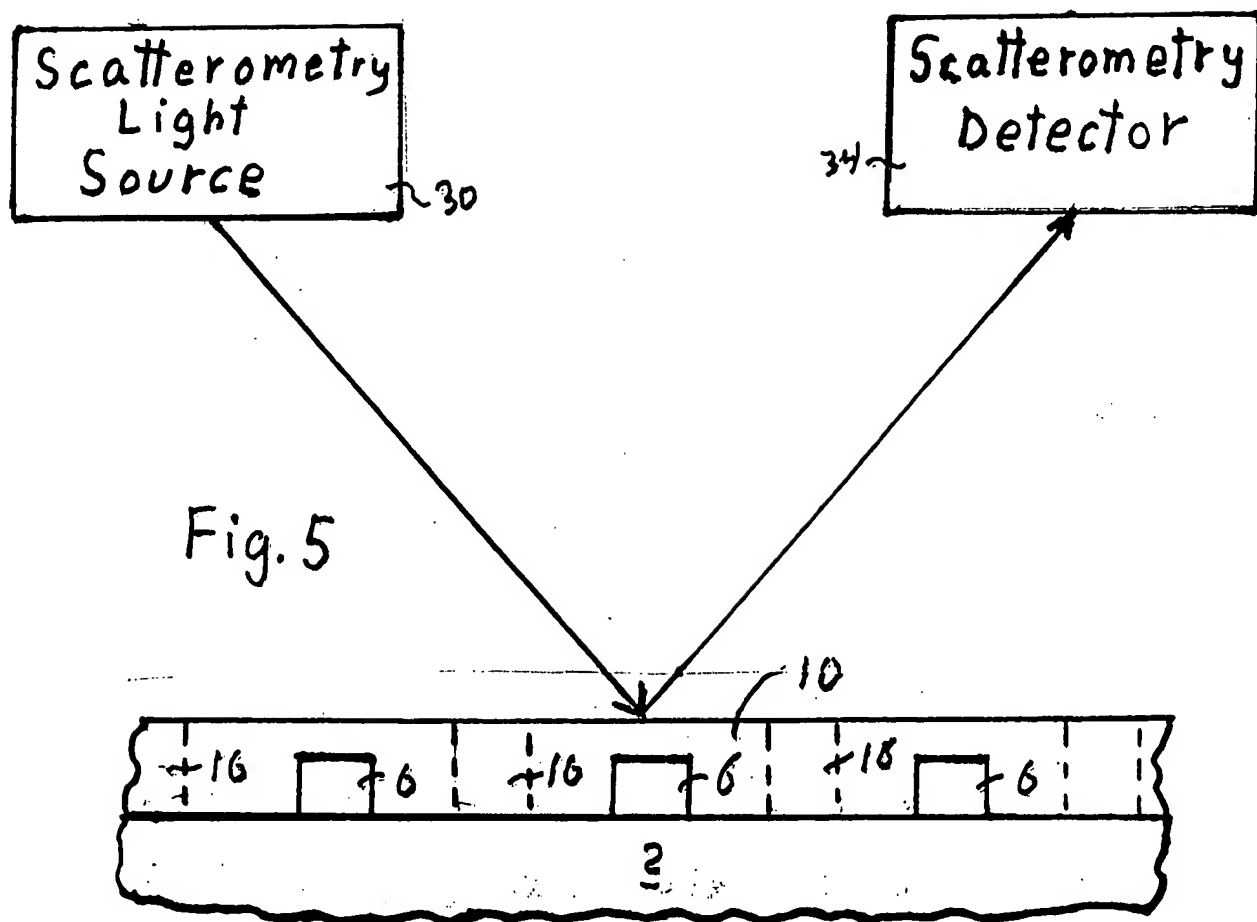 Scatterometry
Light
Source
30
Scatterometry
Detector
34
Fig. 5
10
16 6 16 6 18 6
2